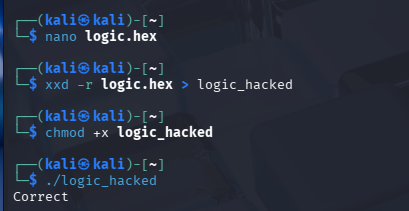 ┌──(kali㉿kali)-[~]
└─$ nano logic.hex
┌──(kali㉿kali)-[~]
└─$ xxd -r logic.hex > logic_hacked
┌──(kali㉿kali)-[~]
└─$ chmod +x logic_hacked
┌──(kali㉿kali)-[~]
└─$ ./logic_hacked
Correct